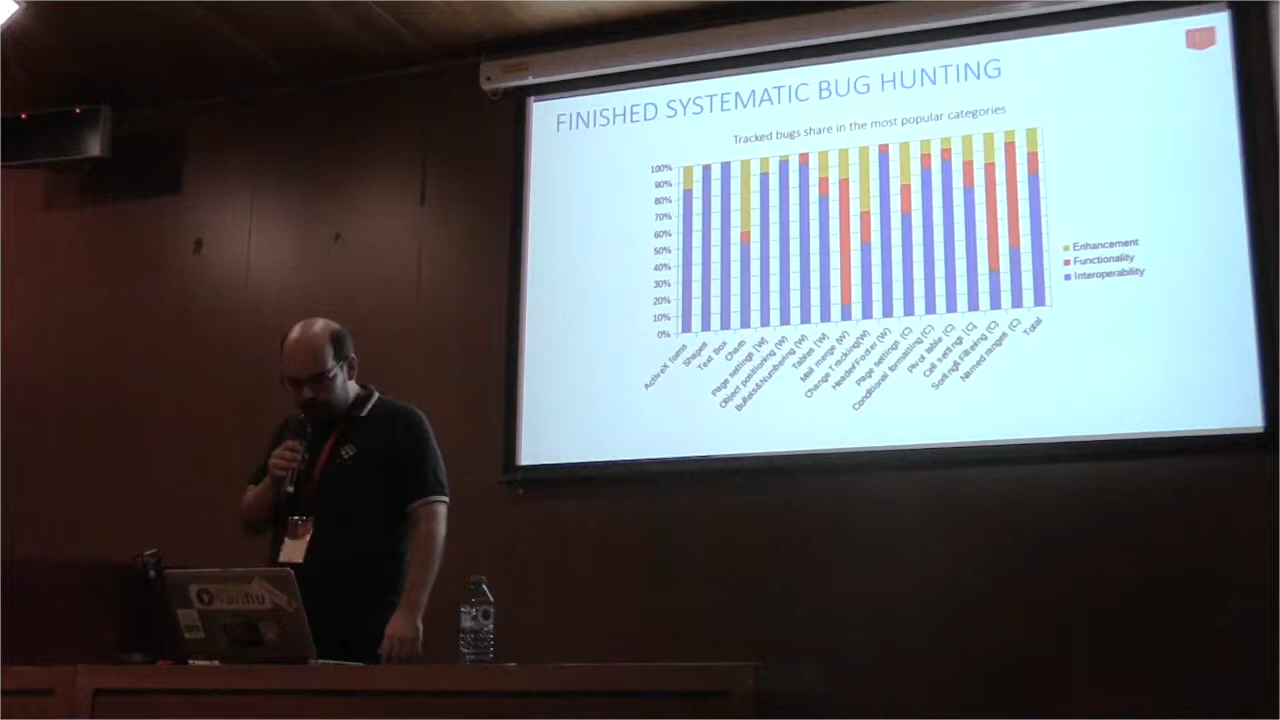 FINISHED SYSTEMATIC BUG HUNTING
Tracked bugs share in the most popular categories
100%
90%
80%
70%
60%
50%
40%
30%
20%
10%
0%
ActiveX forms
Shapes
Text Box
Charts
Page settings (W)
Object positioning (W)
Bullets&Numbering (W)
Tables (W)
Mail merge (W)
Change Tracking(W)
Header/Footer (W)
Page settings (C)
Conditional formatting (C)
Pivot table (C)
Cell settings (C)
Sorting& Filtering (C)
Named ranges (C)
Total
Enhancement
Functionality
Interoperability